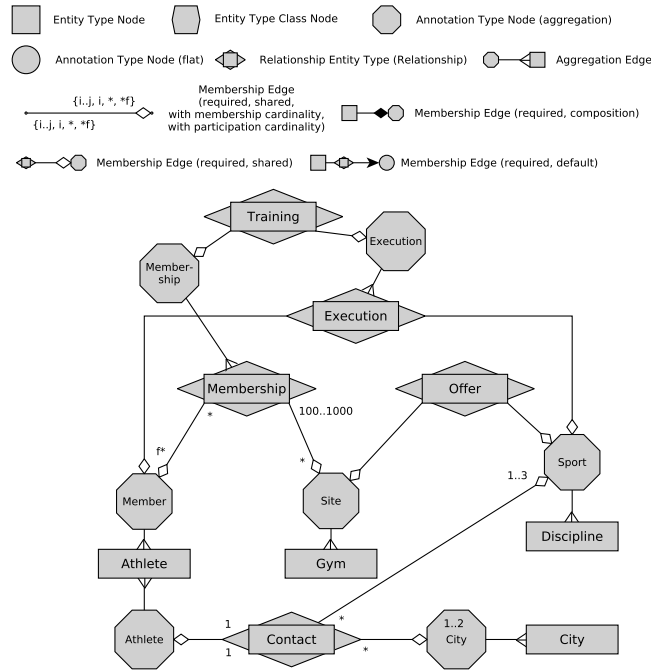 Entity Type Node
Entity Type Class Node
Annotation Type Node (aggregation)
Annotation Type Node (flat)
Relationship Entity Type (Relationship)
Aggregation Edge
{i..j, i, *, *f}
{i..j, i, *, *f}
Membership Edge
(required, shared,
with membership cardinality,
with participation cardinality)
Membership Edge (required, composition)
Membership Edge (required, shared)
Membership Edge (required, default)
Training
Execution
Member-
ship
Execution
Membership
Offer
*
100..1000
f*
*
Sport
1..3
Member
Site
Discipline
Athlete
Gym
1
*
1..2
Athlete
Contact
City
City
1
*